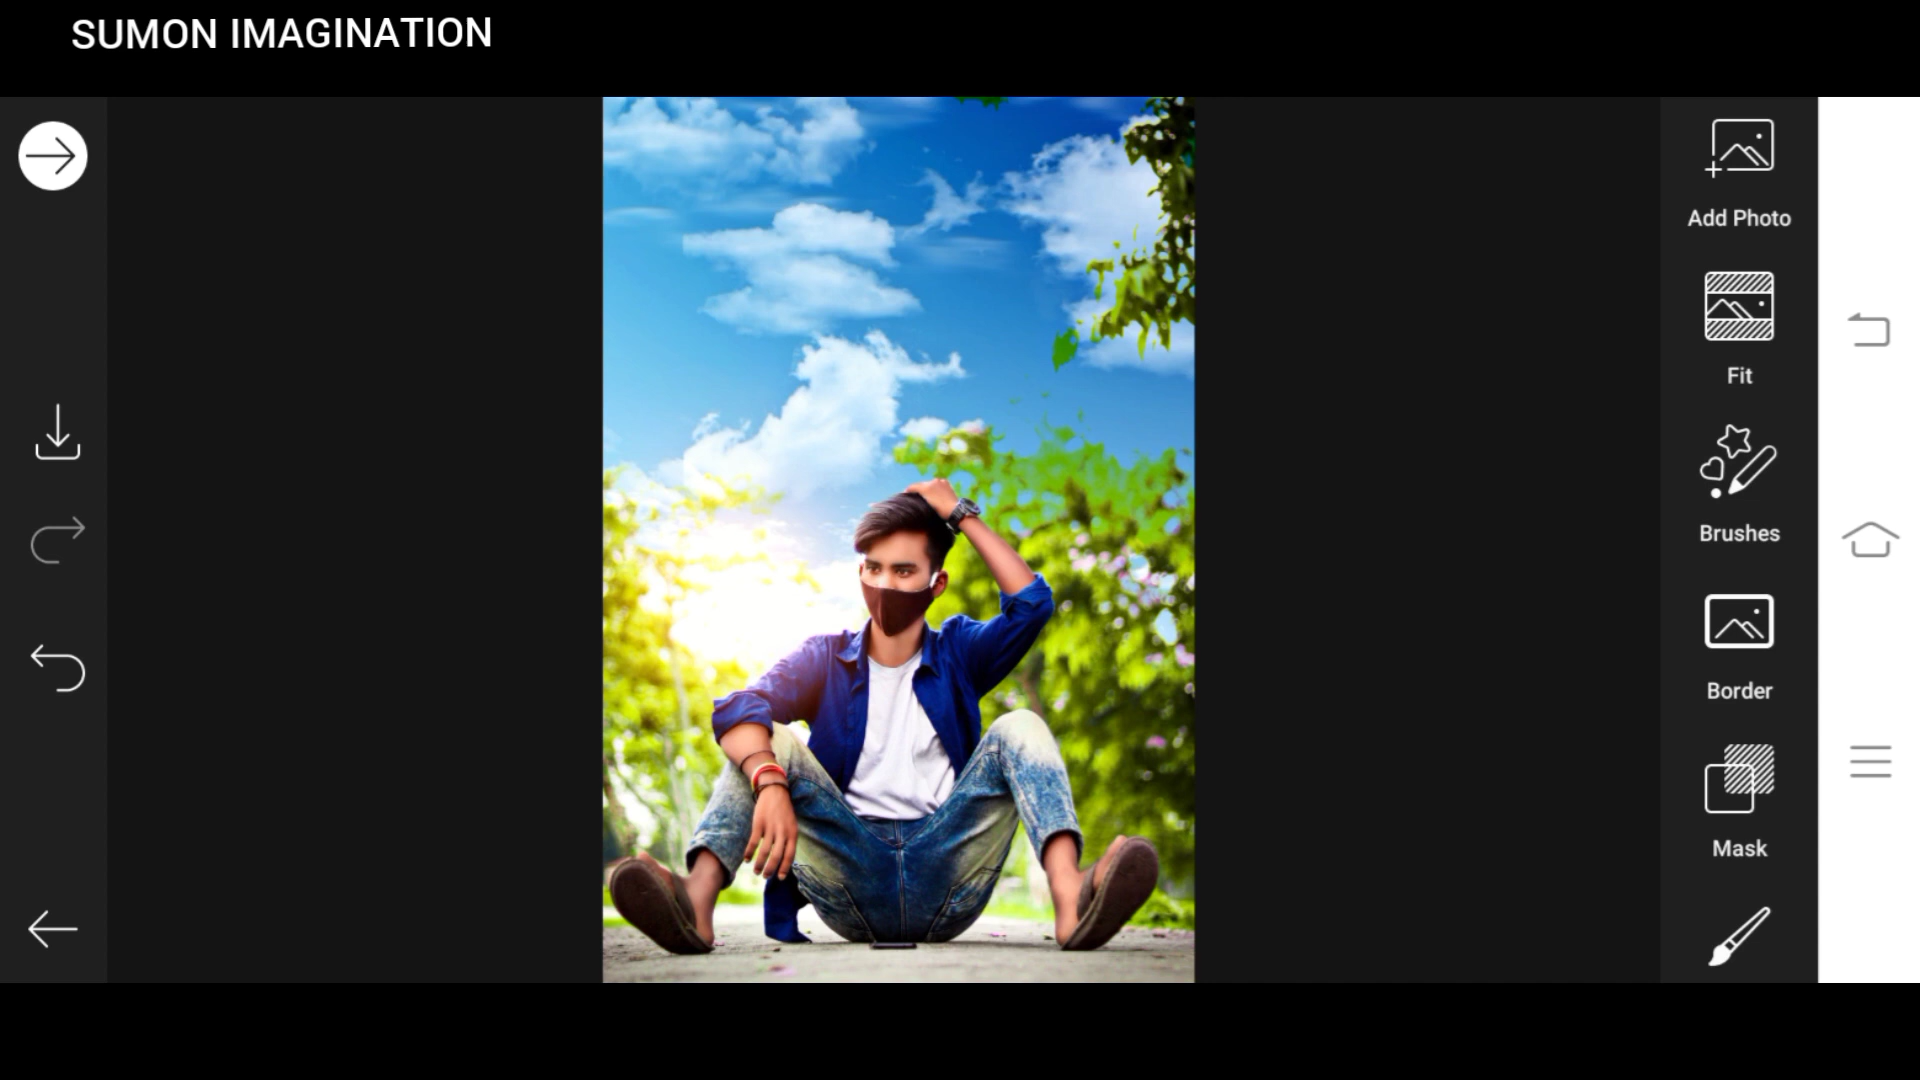 SUMON IMAGINATION
Add Photo
Fit
Brushes
Border
Mask